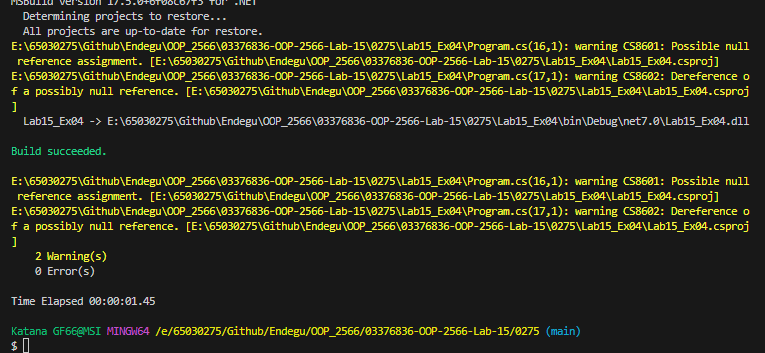 MSBuild version 17.5.0+6f08c67f3 for .NET
  Determining projects to restore...
  All projects are up-to-date for restore.
E:\65030275\Github\Endegu\OOP_2566\03376836-OOP-2566-Lab-15\0275\Lab15_Ex04\Program.cs(16,1): warning CS8601: Possible null
 reference assignment. [E:\65030275\Github\Endegu\OOP_2566\03376836-OOP-2566-Lab-15\0275\Lab15_Ex04\Lab15_Ex04.csproj]
E:\65030275\Github\Endegu\OOP_2566\03376836-OOP-2566-Lab-15\0275\Lab15_Ex04\Program.cs(17,1): warning CS8602: Dereference o
f a possibly null reference. [E:\65030275\Github\Endegu\OOP_2566\03376836-OOP-2566-Lab-15\0275\Lab15_Ex04\Lab15_Ex04.csproj
]
  Lab15_Ex04 -> E:\65030275\Github\Endegu\OOP_2566\03376836-OOP-2566-Lab-15\0275\Lab15_Ex04\bin\Debug\net7.0\Lab15_Ex04.dll
Build succeeded.
E:\65030275\Github\Endegu\OOP_2566\03376836-OOP-2566-Lab-15\0275\Lab15_Ex04\Program.cs(16,1): warning CS8601: Possible null
 reference assignment. [E:\65030275\Github\Endegu\OOP_2566\03376836-OOP-2566-Lab-15\0275\Lab15_Ex04\Lab15_Ex04.csproj]
E:\65030275\Github\Endegu\OOP_2566\03376836-OOP-2566-Lab-15\0275\Lab15_Ex04\Program.cs(17,1): warning CS8602: Dereference o
f a possibly null reference. [E:\65030275\Github\Endegu\OOP_2566\03376836-OOP-2566-Lab-15\0275\Lab15_Ex04\Lab15_Ex04.csproj
]
    2 Warning(s)
    0 Error(s)
Time Elapsed 00:00:01.45
Katana GF66@MSI MINGW64 /e/65030275/Github/Endegu/OOP_2566/03376836-OOP-2566-Lab-15/0275 (main)
$